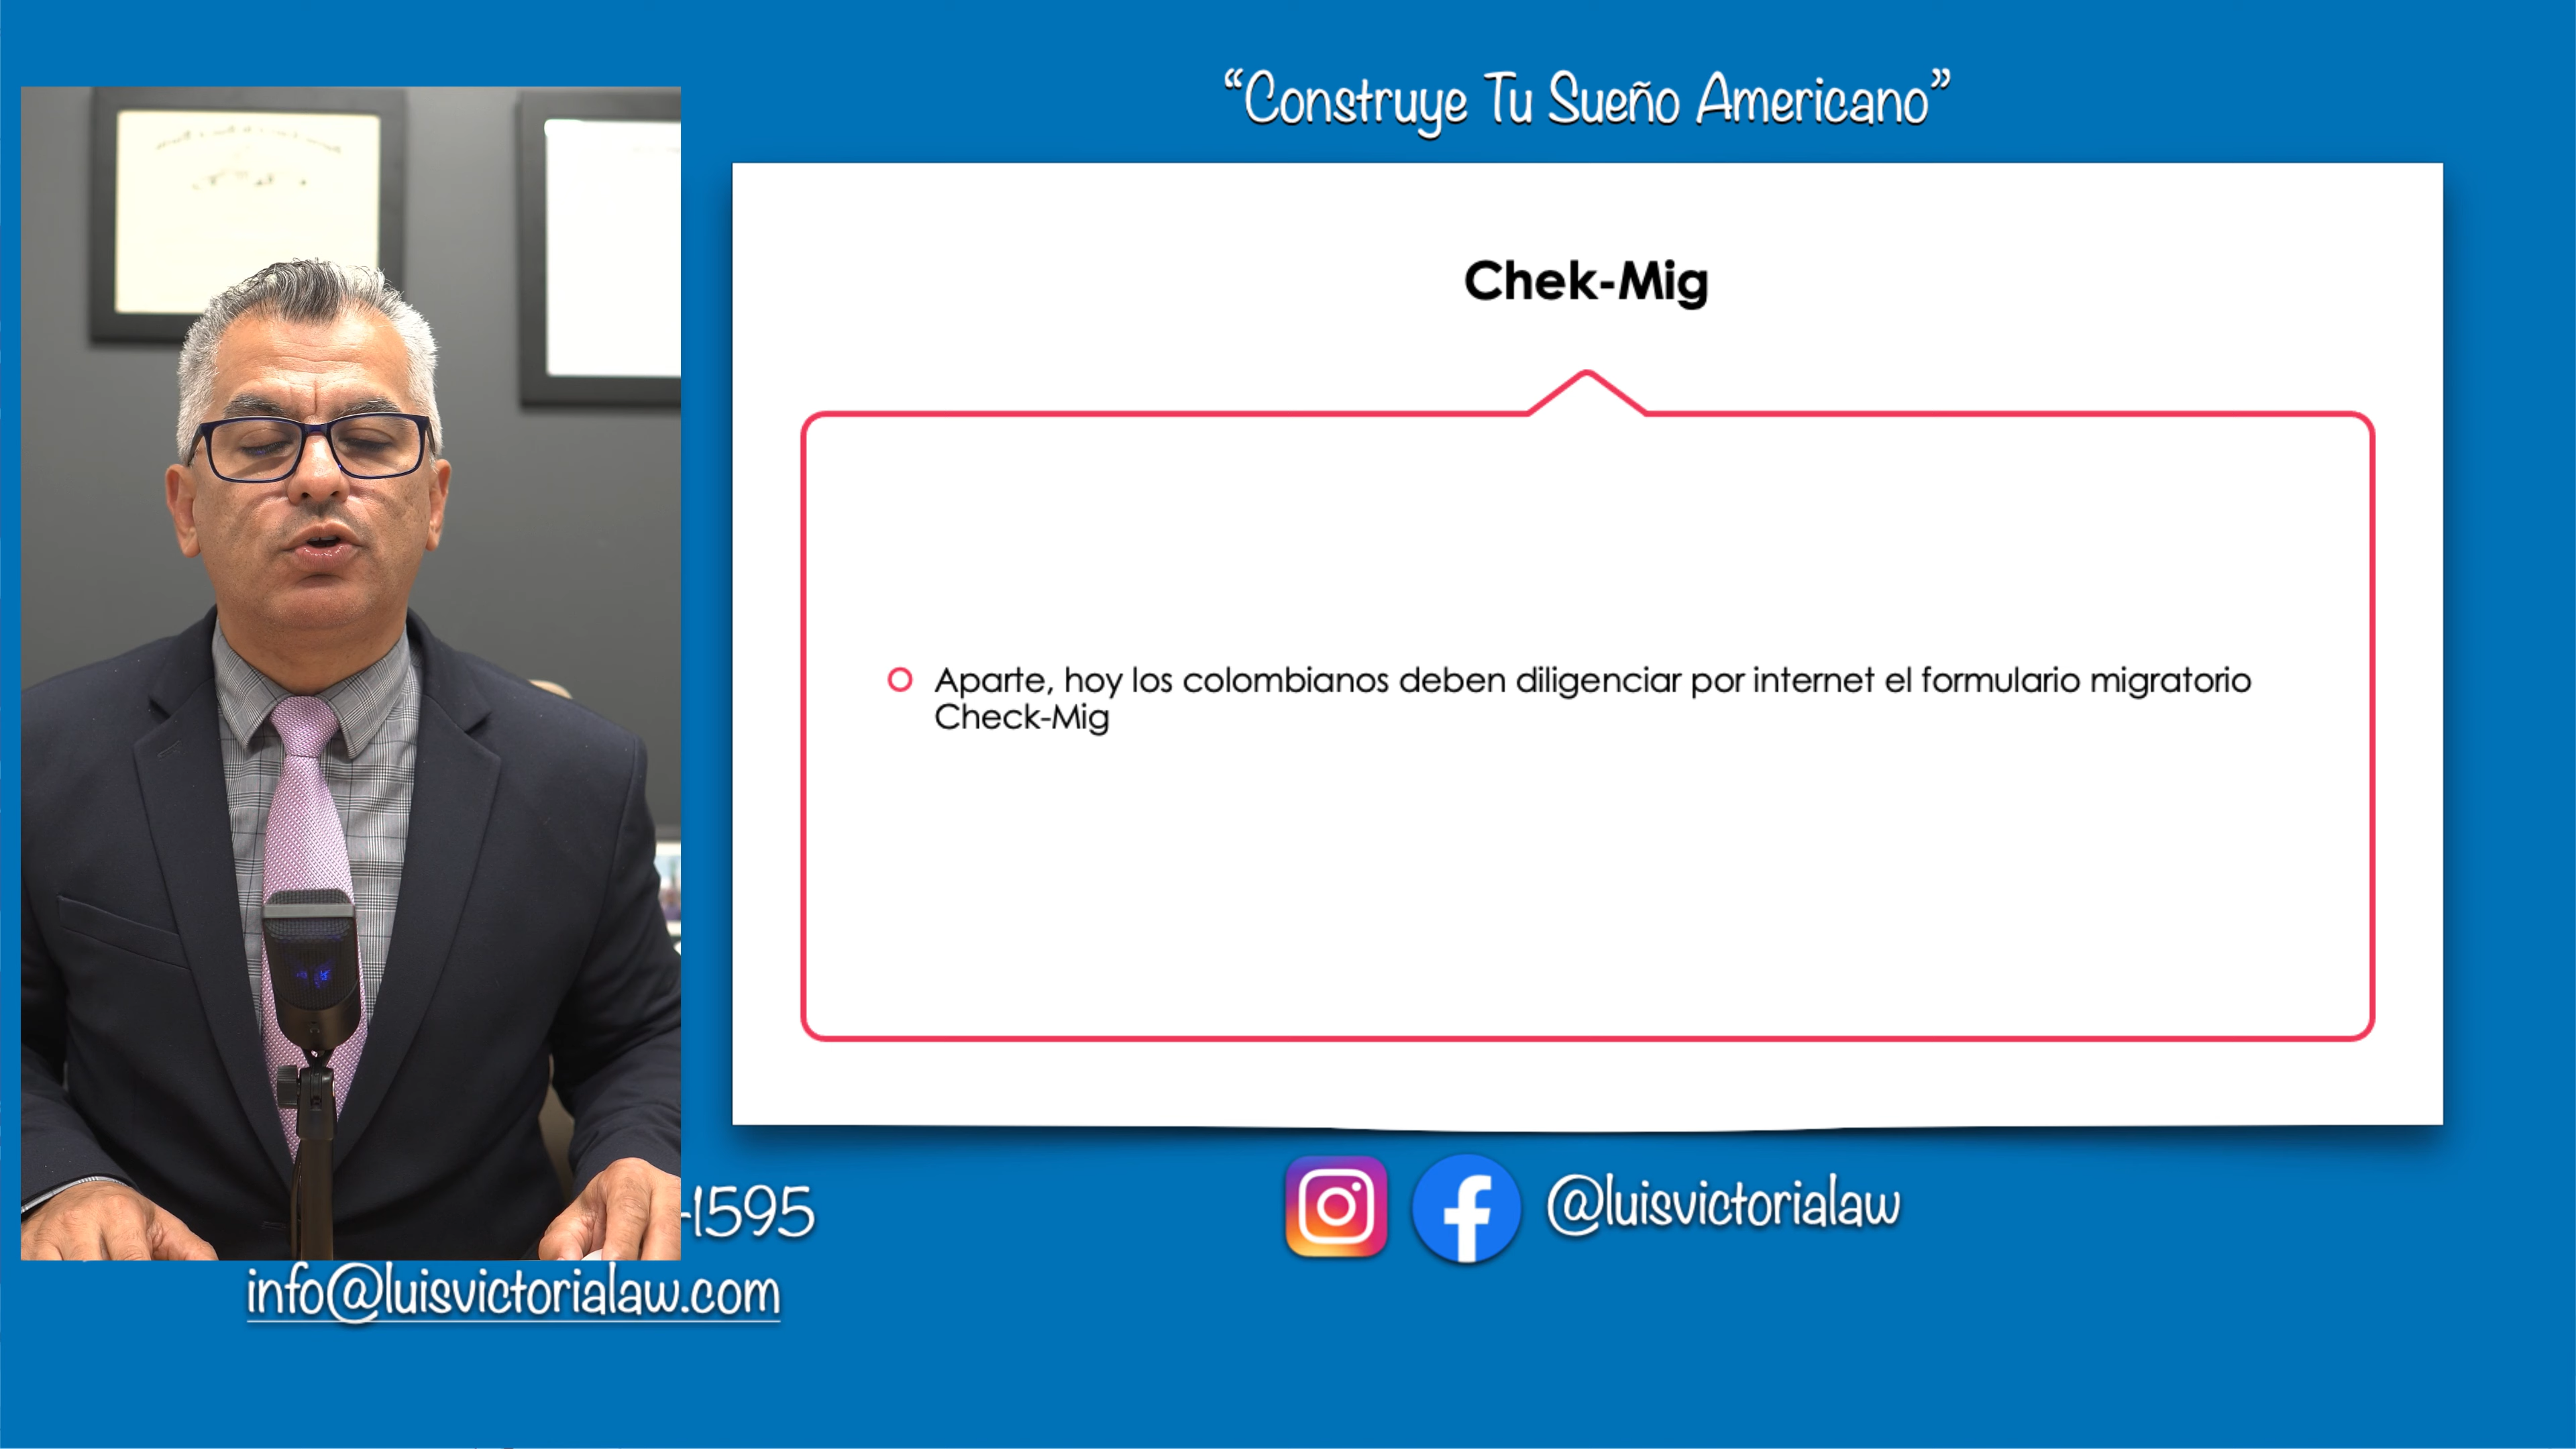 “Construye Tu Sueño Americano”
Chek-Mig
Aparte, hoy los colombianos deben diligenciar por internet el formulario migratorio
Check-Mig
-1595
@luisvictorialaw
info@luisvictorialaw.com